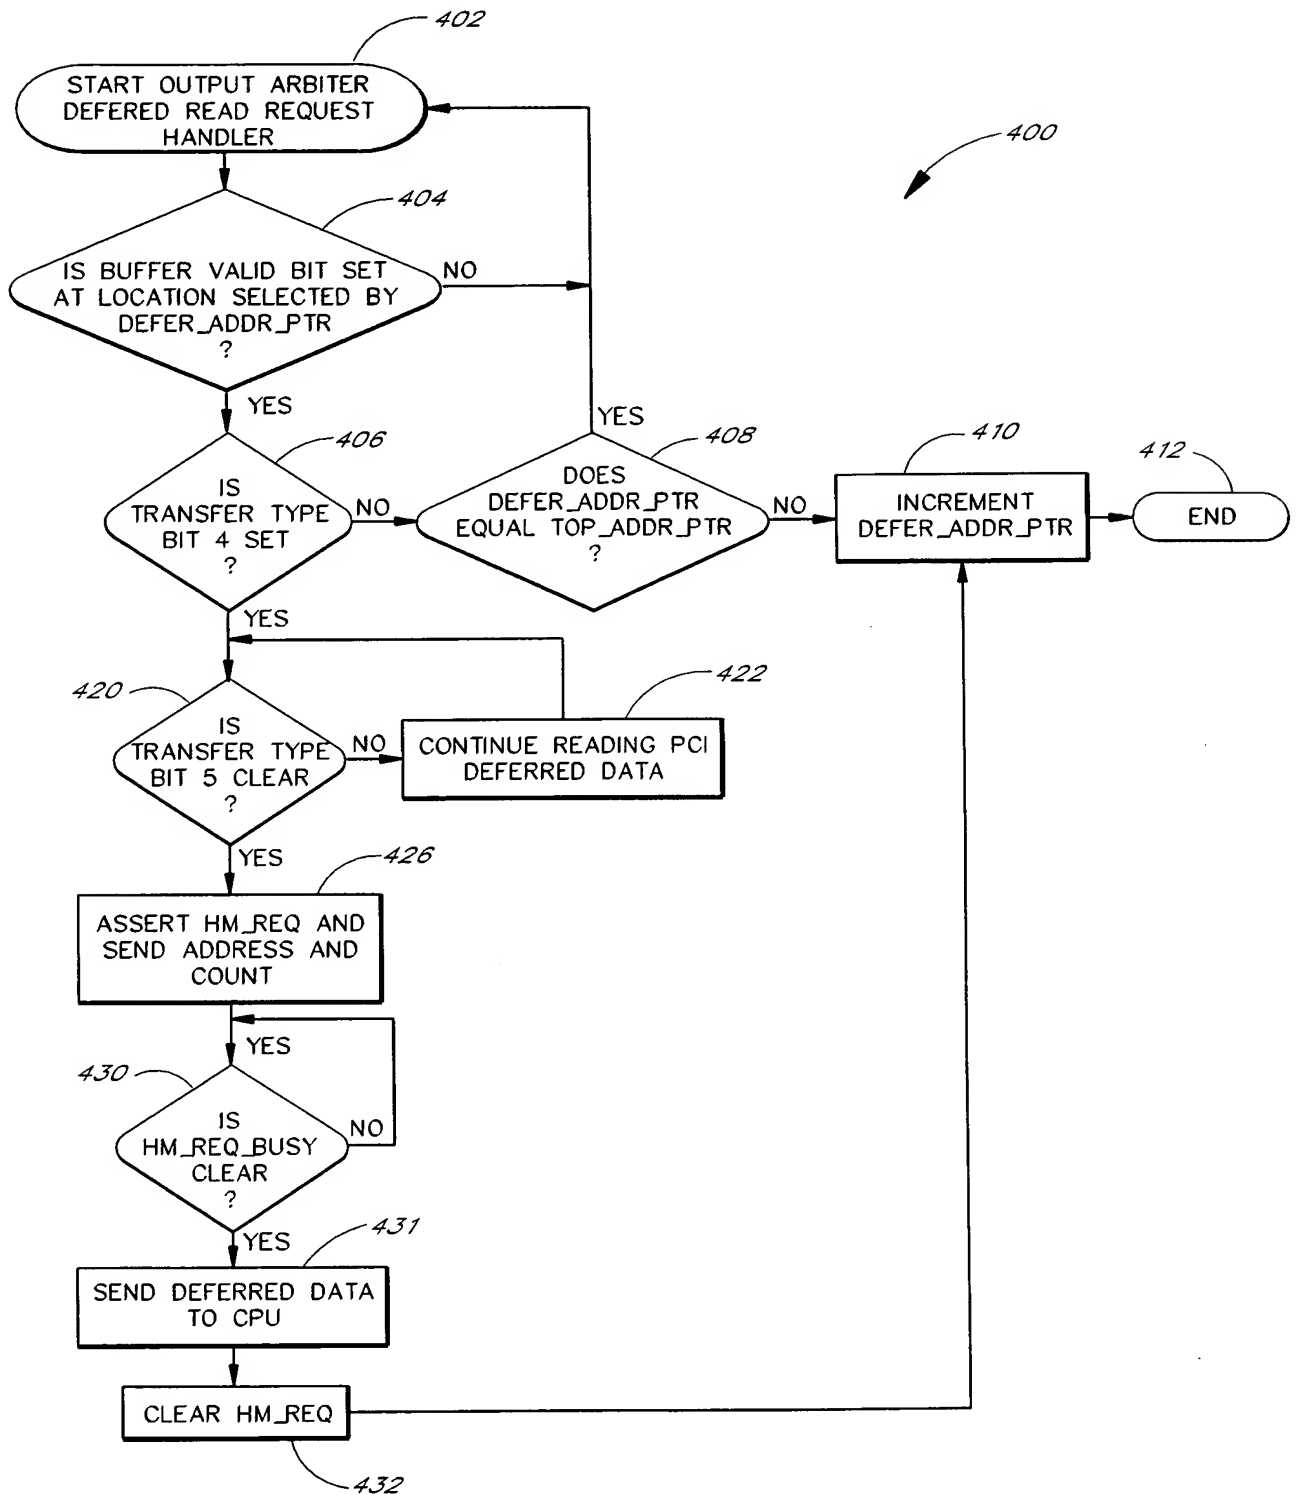 402
START OUTPUT ARBITER
DEFERED READ REQUEST
HANDLER
400
404
IS BUFFER VALID BIT SET
AT LOCATION SELECTED BY
DEFER_ADDR_PTR
?
NO
YES
406
IS
TRANSFER TYPE
BIT 4 SET
?
NO
YES
YES
408
DOES
DEFER_ADDR_PTR
EQUAL TOP_ADDR_PTR
?
NO
410
INCREMENT
DEFER_ADDR_PTR
412
END
420
IS
TRANSFER TYPE
BIT 5 CLEAR
?
NO
YES
422
CONTINUE READING PCI
DEFERRED DATA
426
ASSERT HM_REQ AND
SEND ADDRESS AND
COUNT
YES
430
IS
HM_REQ_BUSY
CLEAR
?
NO
YES
431
SEND DEFERRED DATA
TO CPU
CLEAR HM_REQ
432